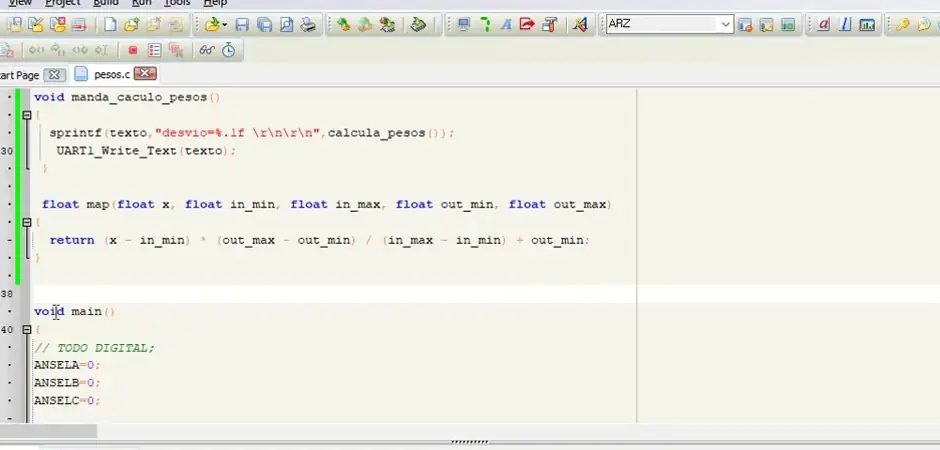 View Project Build Run Tools Help
ARZ
art Page pesos.c
void manda_caculo_pesos()
{
sprintf(texto,"desvio=%.1f \r\n\r\n",calcula_pesos());
30 UART1_Write_Text(texto);
}
float map(float x, float in_min, float in_max, float out_min, float out_max)
{
return (x - in_min) * (out_max - out_min) / (in_max - in_min) + out_min;
}
38
void main()
40 {
// TODO DIGITAL;
ANSELA=0;
ANSELB=0;
ANSELC=0;